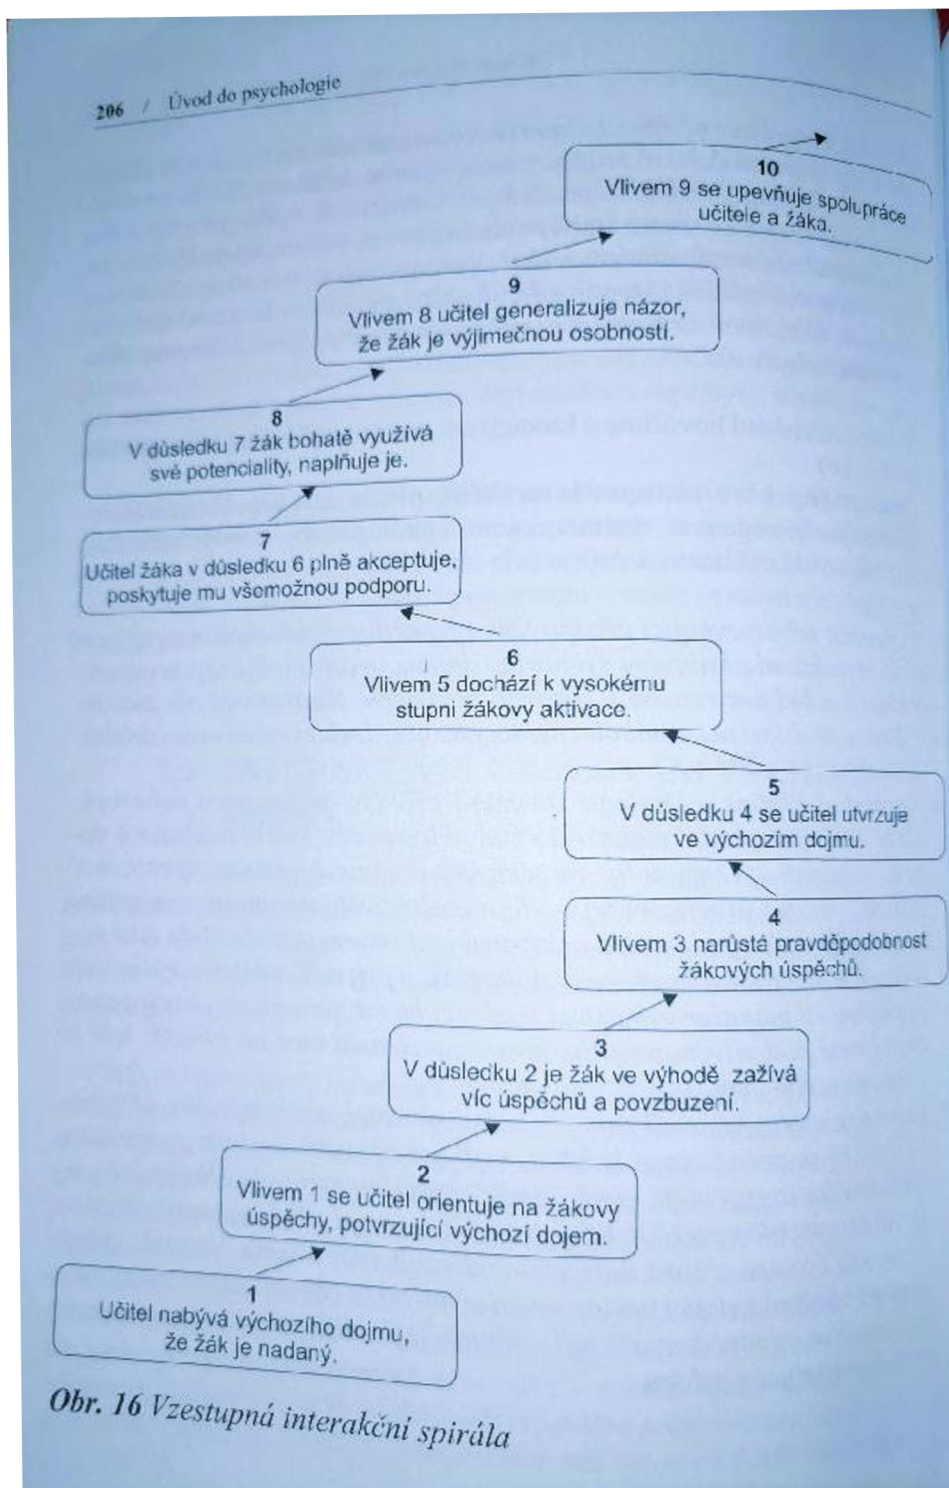 206 / Úvod do psychologie
10
Vlivem 9 se upevňuje spolupráce
učitele a žáka.
9
Vlivem 8 učitel generalizuje názor,
že žák je výjimečnou osobností.
8
V důsledku 7 žák bohatě využívá
své potenciality, naplňuje je.
7
Učitel žáka v důsledku 6 plně akceptuje,
poskytuje mu všemožnou podporu.
6
Vlivem 5 dochází k vysokému
stupni žákovy aktivace.
5
V důsledku 4 se učitel utvrzuje
ve výchozím dojmu.
4
Vlivem 3 narůstá pravděpodobnost
žákových úspěchů.
3
V důsledku 2 je žák ve výhodě zažívá
víc úspěchů a povzbuzení.
2
Vlivem 1 se učitel orientuje na žákovy
úspěchy, potvrzující výchozí dojem.
1
Učitel nabývá výchozího dojmu,
že žák je nadaný.
Obr. 16 Vzestupná interakční spirála